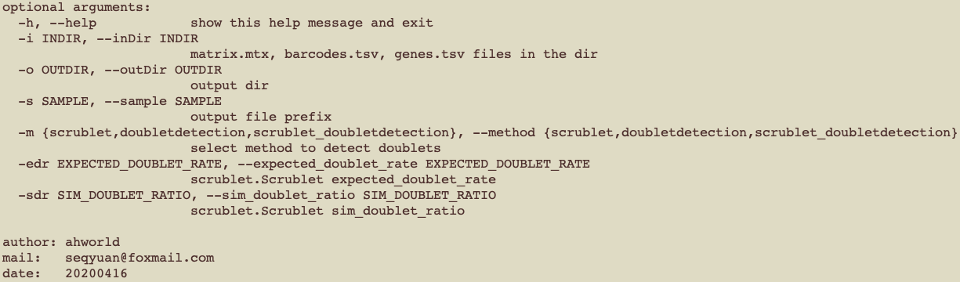 optional arguments:
  -h, --help            show this help message and exit
  -i INDIR, --inDir INDIR
                        matrix.mtx, barcodes.tsv, genes.tsv files in the dir
  -o OUTDIR, --outDir OUTDIR
                        output dir
  -s SAMPLE, --sample SAMPLE
                        output file prefix
  -m {scrublet,doubletdetection,scrublet_doubletdetection}, --method {scrublet,doubletdetection,scrublet_doubletdetection}
                        select method to detect doublets
  -edr EXPECTED_DOUBLET_RATE, --expected_doublet_rate EXPECTED_DOUBLET_RATE
                        scrublet.Scrublet expected_doublet_rate
  -sdr SIM_DOUBLET_RATIO, --sim_doublet_ratio SIM_DOUBLET_RATIO
                        scrublet.Scrublet sim_doublet_ratio

author: ahworld
mail:   seqyuan@foxmail.com
date:   20200416